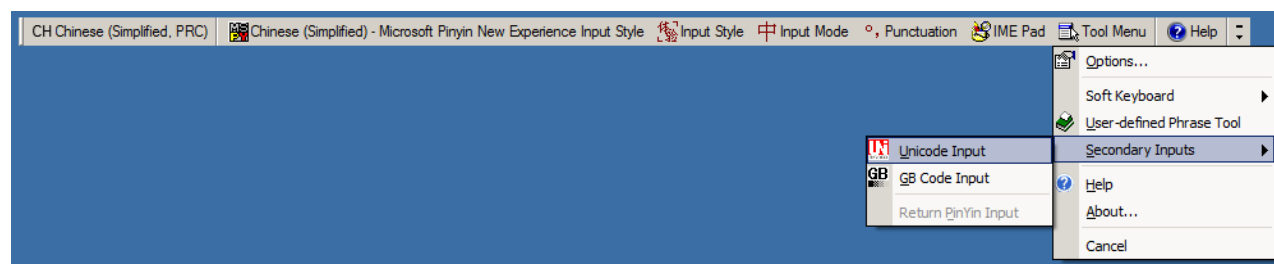 CH Chinese (Simplified, PRC) Chinese (Simplified) - Microsoft Pinyin New Experience Input Style Input Style 中 Input Mode °, Punctuation IME Pad Tool Menu Help
Options...
Soft Keyboard
User-defined Phrase Tool
Secondary Inputs
Help
About...
Cancel
Unicode Input
GB GB Code Input
Return PinYin Input